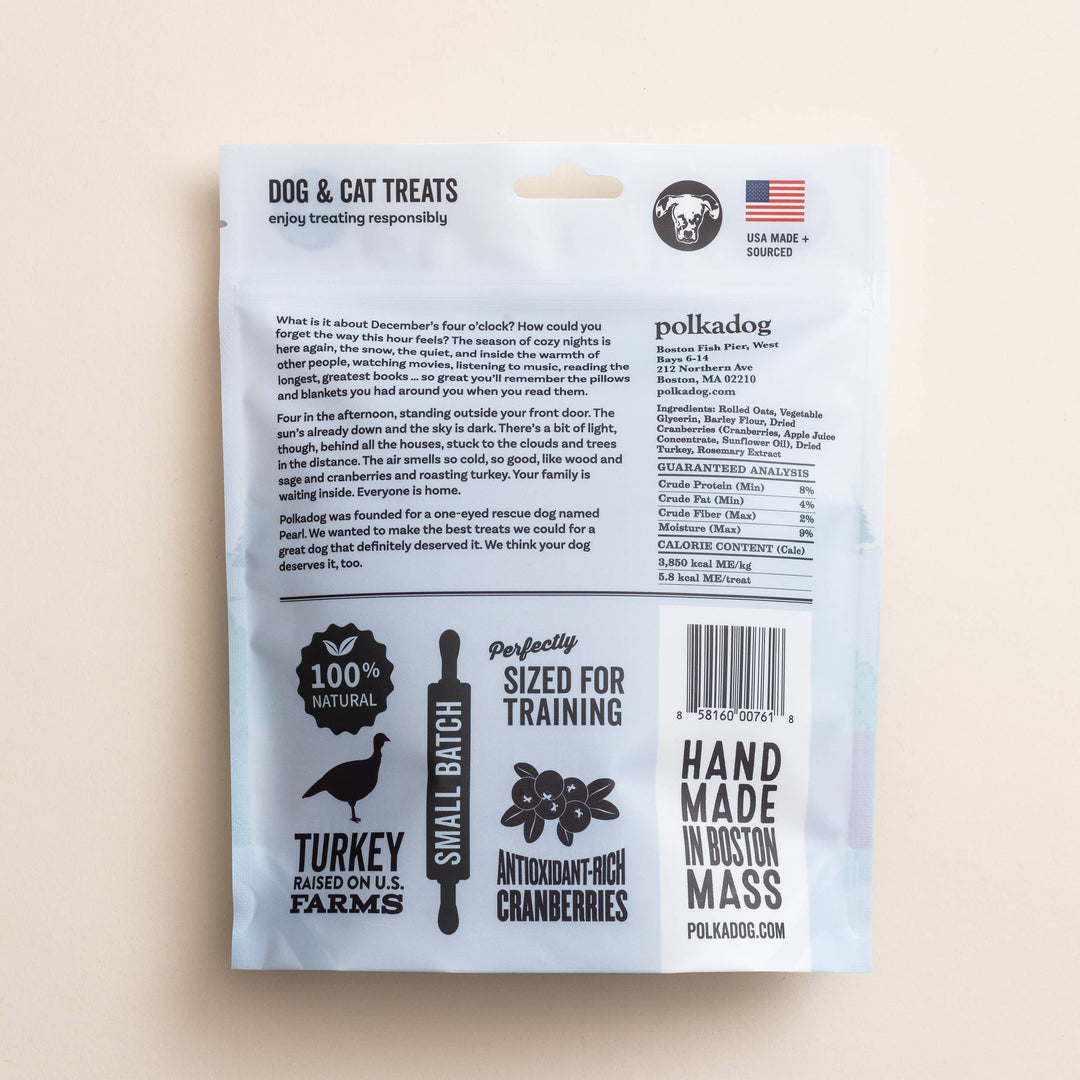 DOG & CAT TREATS
enjoy treating responsibly
USA MADE +
SOURCED
What is it about December's four o'clock? How could you
forget the way this hour feels? The season of cozy nights is
here again, the snow, the quiet, and inside the warmth of
other people, watching movies, listening to music, reading the
longest, greatest books ... so great you'll remember the pillows
and blankets you had around you when you read them.
Four in the afternoon, standing outside your front door. The
sun's already down and the sky is dark. There's a bit of light,
though, behind all the houses, stuck to the clouds and trees
in the distance. The air smells so cold, so good, like wood and
sage and cranberries and roasting turkey. Your family is
waiting inside. Everyone is home.
Polkadog was founded for a one-eyed rescue dog named
Pearl. We wanted to make the best treats we could for a
great dog that definitely deserved it. We think your dog
deserves it, too.
polkadog
Boston Fish Pier, West
Bays 6-14
212 Northern Ave
Boston, MA 02210
polkadog.com
Ingredients: Rolled Oats, Vegetable
Glycerin, Barley Flour, Dried
Cranberries (Cranberries, Apple Juice
Concentrate, Sunflower Oil), Dried
Turkey, Rosemary Extract
GUARANTEED ANALYSIS
Crude Protein (Min) 8%
Crude Fat (Min) 4%
Crude Fiber (Max) 2%
Moisture (Max) 9%
CALORIE CONTENT (Calc)
3,850 kcal ME/kg
5.8 kcal ME/treat
100%
NATURAL
TURKEY
RAISED ON U.S.
FARMS
SMALL BATCH
Perfectly
SIZED FOR
TRAINING
ANTIOXIDANT-RICH
CRANBERRIES
8 58160 00761 8
HAND
MADE
IN BOSTON
MASS
POLKADOG.COM